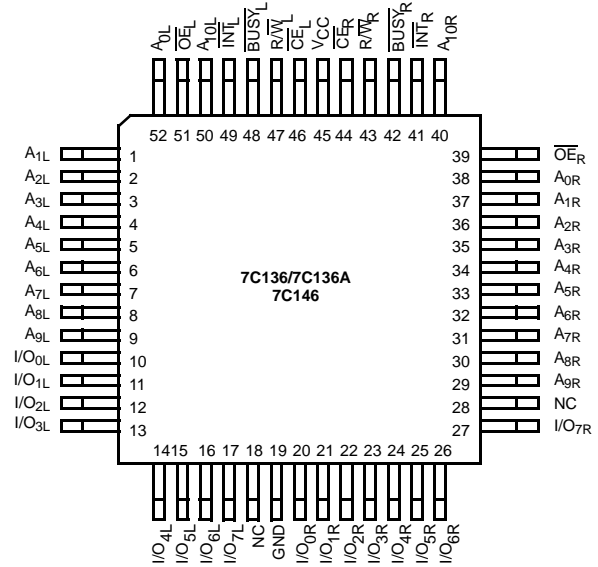 A0L
OEL
A10L
INTL
BUSYL
R/WL
CEL
VCC
CER
R/WR
BUSYR
INTR
A10R
52 51 50 49 48 47 46 45 44 43 42 41 40
A1L 1
A2L 2
A3L 3
A4L 4
A5L 5
A6L 6
A7L 7
A8L 8
A9L 9
I/O0L 10
I/O1L 11
I/O2L 12
I/O3L 13
7C136/7C136A
7C146
39 OER
38 A0R
37 A1R
36 A2R
35 A3R
34 A4R
33 A5R
32 A6R
31 A7R
30 A8R
29 A9R
28 NC
27 I/O7R
14 15 16 17 18 19 20 21 22 23 24 25 26
I/O4L
I/O5L
I/O6L
I/O7L
NC
GND
I/O0R
I/O1R
I/O2R
I/O3R
I/O4R
I/O5R
I/O6R